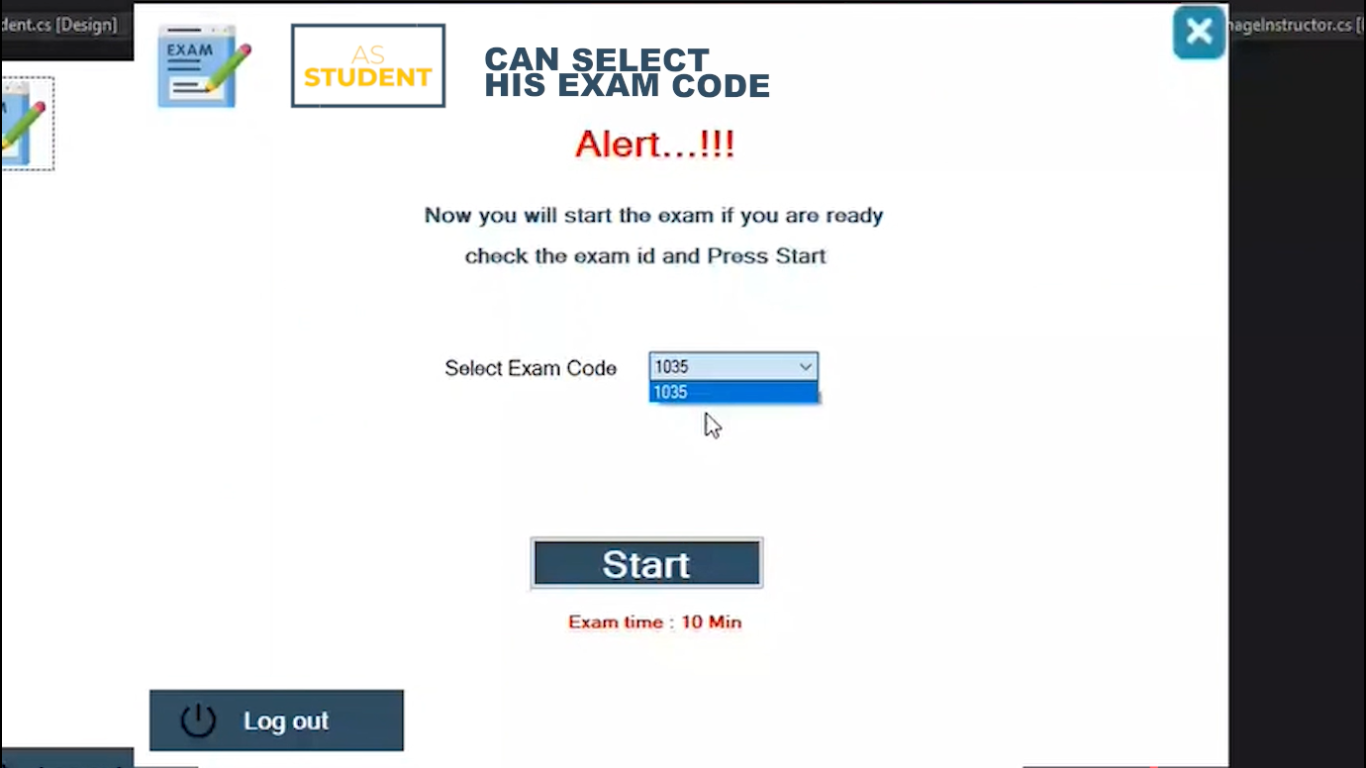 dent.cs [Design]
nageInstructor.cs [
EXAM
AS
STUDENT
CAN SELECT
HIS EXAM CODE
Alert...!!!
Now you will start the exam if you are ready
check the exam id and Press Start
Select Exam Code
1035
1035
Start
Exam time : 10 Min
Log out